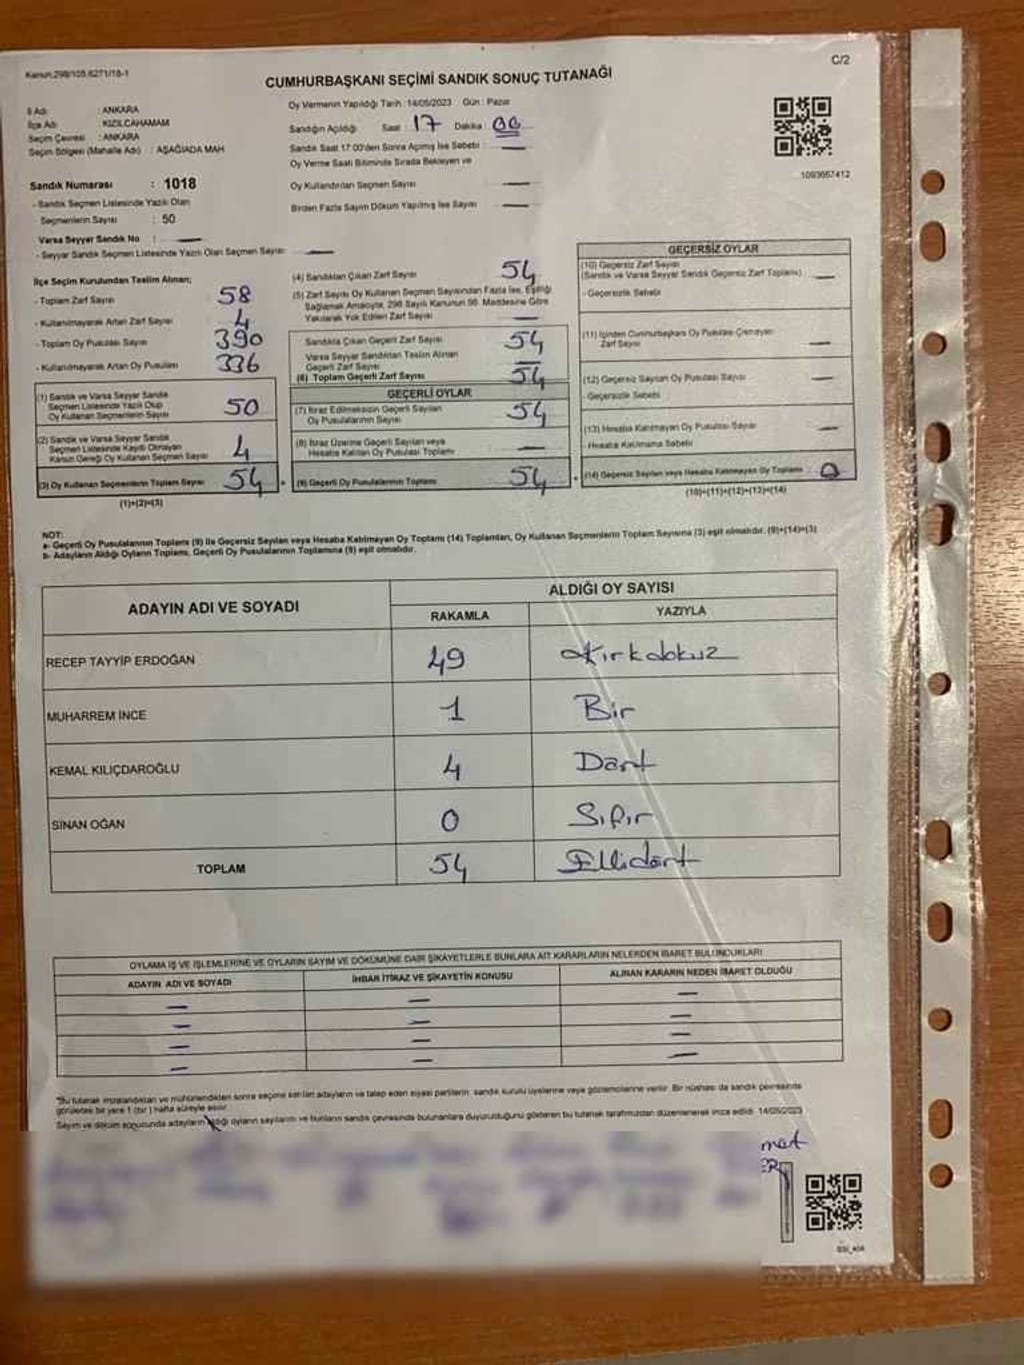 Kanun:298/105,6271/18-1
C/2
CUMHURBAŞKANI SEÇİMİ SANDIK SONUÇ TUTANAĞI
İl Adı : ANKARA
İlçe Adı : KIZILCAHAMAM
Seçim Çevresi : ANKARA
Seçim Bölgesi (Mahalle Adı) : AŞAĞIADA MAH
Sandık Numarası : 1018
- Sandık Seçmen Listesinde Yazılı Olan
Seçmenlerin Sayısı : 50
Varsa Seyyar Sandık No : —
- Seyyar Sandık Seçmen Listesinde Yazılı Olan Seçmen Sayısı : —
Oy Vermenin Yapıldığı Tarih : 14/05/2023 Gün : Pazar
Sandığın Açıldığı Saat : 17 Dakika : 00
Sandık Saat 17:00'den Sonra Açılmış İse Sebebi : —
Oy Verme Saati Bitiminde Sırada Bekleyen ve
Oy Kullandırılan Seçmen Sayısı : —
Birden Fazla Sayım Döküm Yapılmış İse Sayısı : —
1093667412
İlçe Seçim Kurulundan Teslim Alınan;
- Toplam Zarf Sayısı : 58
- Kullanılmayarak Artan Zarf Sayısı : 4
- Toplam Oy Pusulası Sayısı : 390
- Kullanılmayarak Artan Oy Pusulası : 336
(1) Sandık ve Varsa Seyyar Sandık
Seçmen Listesinde Yazılı Olup
Oy Kullanan Seçmenlerin Sayısı 50
(2) Sandık ve Varsa Seyyar Sandık
Seçmen Listesinde Kaydı Olmayan
Kanun Gereği Oy Kullanan Seçmen Sayısı 4
(3) Oy Kullanan Seçmenlerin Toplam Sayısı 54
(1)+(2)=(3)
(4) Sandıktan Çıkan Zarf Sayısı 54
(5) Zarf Sayısı Oy Kullanan Seçmen Sayısından Fazla İse, Eşitliği
Sağlamak Amacıyla, 298 Sayılı Kanunun 98. Maddesine Göre
Yakılarak Yok Edilen Zarf Sayısı —
Sandıkta Çıkan Geçerli Zarf Sayısı 54
Varsa Seyyar Sandıktan Teslim Alınan
Geçerli Zarf Sayısı —
(6) Toplam Geçerli Zarf Sayısı 54
GEÇERLİ OYLAR
(7) İtiraz Edilmeksizin Geçerli Sayılan
Oy Pusulasının Sayısı 54
(8) İtiraz Üzerine Geçerli Sayılan veya
Hesaba Katılan Oy Pusulası Toplamı —
(9) Geçerli Oy Pusulalarının Toplamı 54
GEÇERSİZ OYLAR
(10) Geçersiz Zarf Sayısı
(Sandık ve Varsa Seyyar Sandık Geçersiz Zarf Toplamı) —
- Geçersizlik Sebebi
(11) İçinden Cumhurbaşkanı Oy Pusulası Çıkmayan
Zarf Sayısı —
(12) Geçersiz Sayılan Oy Pusulası Sayısı —
- Geçersizlik Sebebi
(13) Hesaba Katılmayan Oy Pusulası Sayısı —
- Hesaba Katılmama Sebebi
(14) Geçersiz Sayılan veya Hesaba Katılmayan Oy Toplamı 0
(10)+(11)+(12)+(13)=(14)
NOT:
a- Geçerli Oy Pusulalarının Toplamı (9) ile Geçersiz Sayılan veya Hesaba Katılmayan Oy Toplamı (14) Toplamları, Oy Kullanan Seçmenlerin Toplam Sayısına (3) eşit olmalıdır. (9)+(14)=(3)
b- Adayların Aldığı Oyların Toplamı, Geçerli Oy Pusulalarının Toplamına (9) eşit olmalıdır.
ADAYIN ADI VE SOYADI
ALDIĞI OY SAYISI
RAKAMLA YAZIYLA
RECEP TAYYİP ERDOĞAN 49 Kırkdokuz
MUHARREM İNCE 1 Bir
KEMAL KILIÇDAROĞLU 4 Dört
SİNAN OĞAN 0 Sıfır
TOPLAM 54 Ellidört
OYLAMA İŞ VE İŞLEMLERİNE VE OYLARIN SAYIM VE DÖKÜMÜNE DAİR ŞİKAYETLERLE BUNLARA AİT KARARLARIN NELERDEN İBARET BULUNDUKLARI
ADAYIN ADI VE SOYADI İHBAR İTİRAZ VE ŞİKAYETİN KONUSU ALINAN KARARIN NEDEN İBARET OLDUĞU
— — —
— — —
— — —
— — —
*Bu tutanak imzalandıktan ve mühürlendikten sonra seçime katılan adayların ve talep eden siyasi partilerin sandık kurulu üyelerine veya gözlemcilerine verilir. Bir nüshası da sandık çevresinde
görülebilir bir yere 1 (bir) hafta süreyle asılır.
Sayım ve döküm sonucunda adayların aldığı oyların sayılarını ve bunların sandık çevresinde bulunanlara duyurulduğunu gösteren bu tutanak tarafımızdan düzenlenerek imza edildi. 14/05/2023